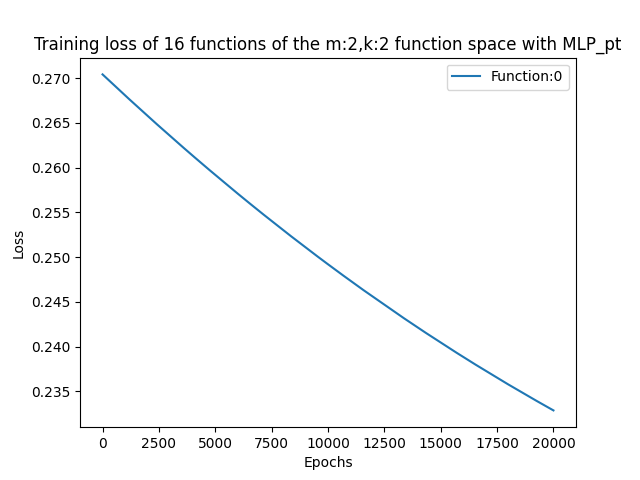 Training loss of 16 functions of the m:2,k:2 function space with MLP_pt
Function:0
Loss
0.270
0.265
0.260
0.255
0.250
0.245
0.240
0.235
0 2500 5000 7500 10000 12500 15000 17500 20000
Epochs